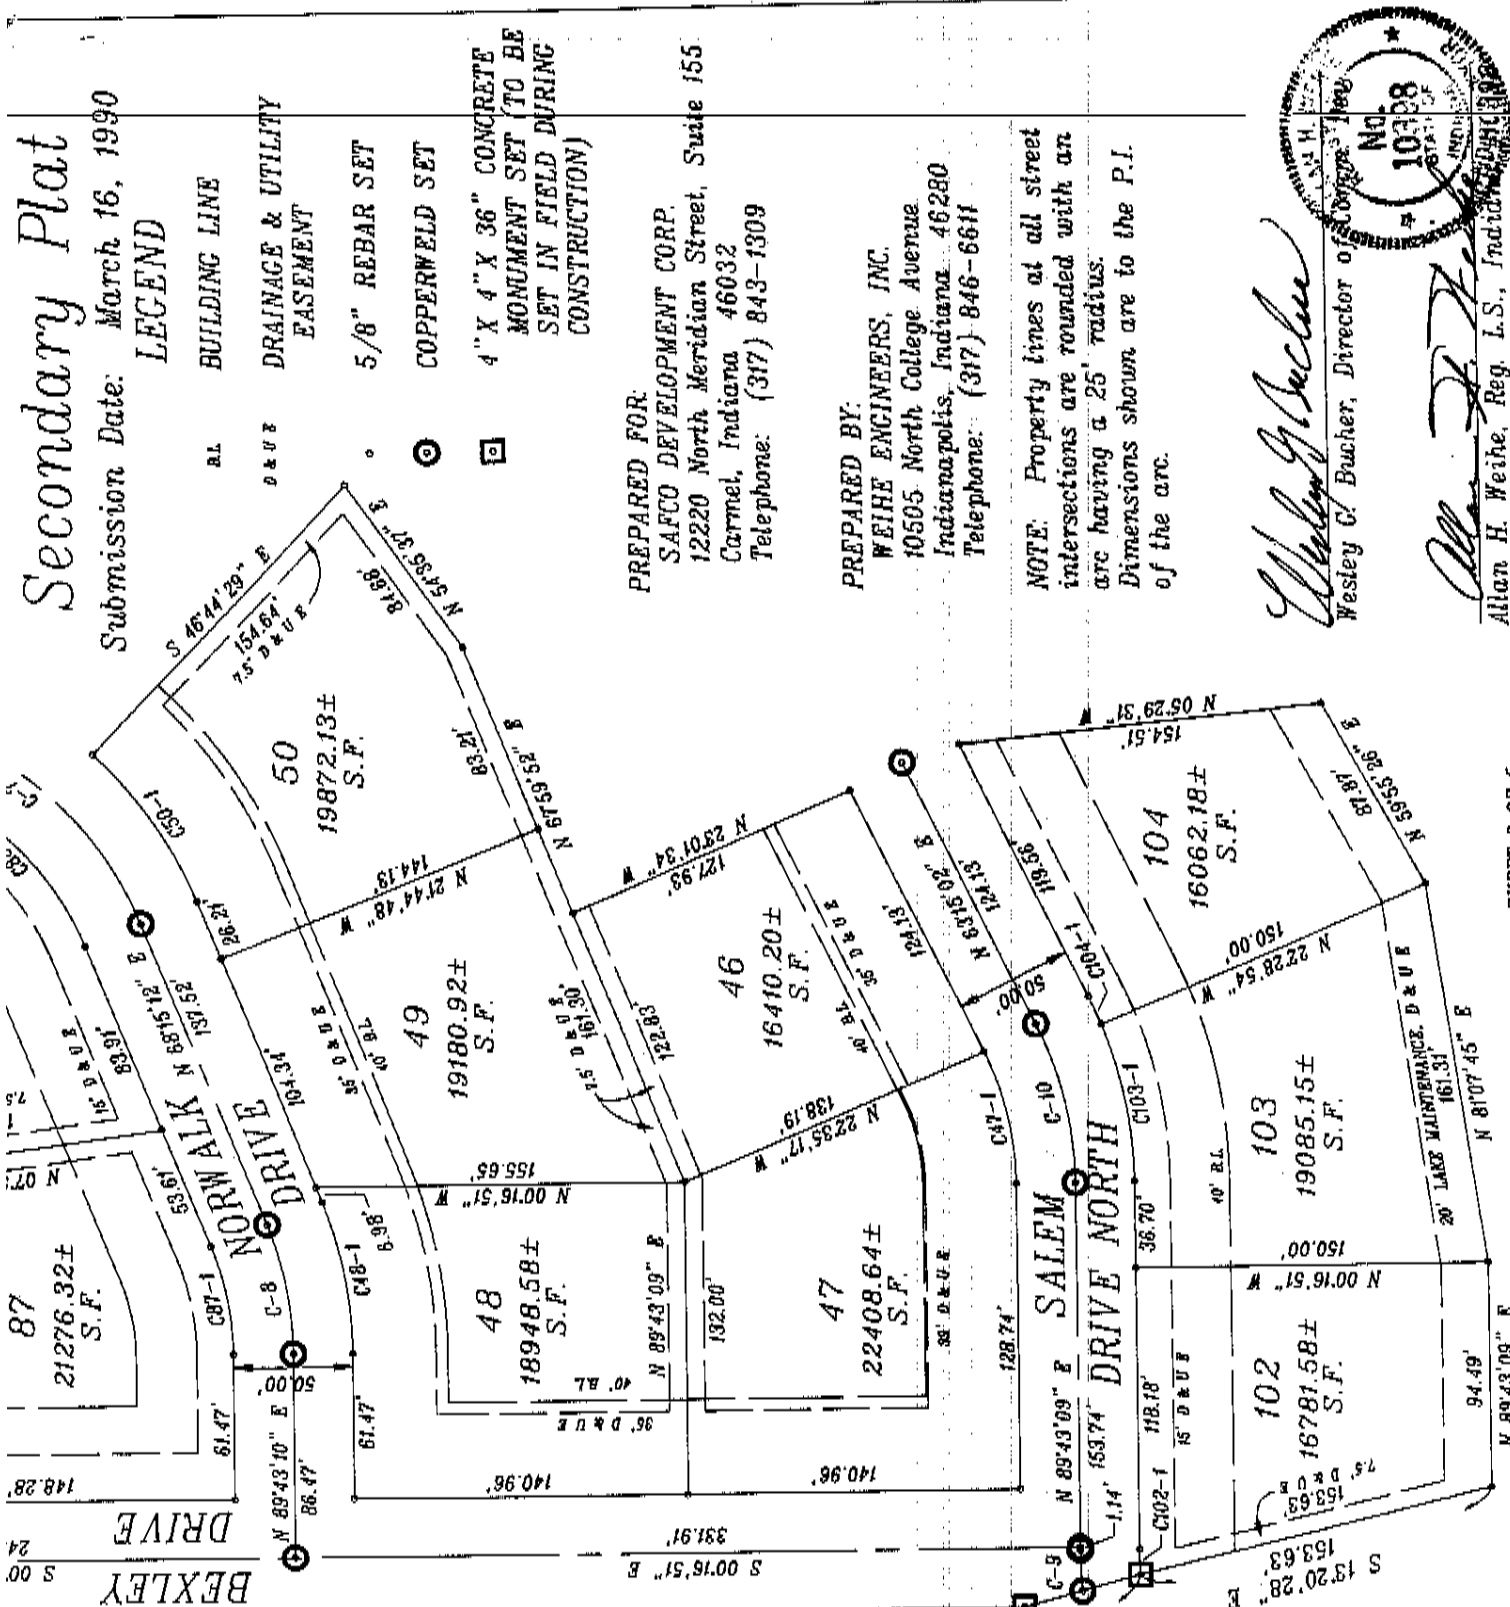 Secondary Plat
Submission Date: March 16, 1990
LEGEND
B.L. BUILDING LINE
D & U E DRAINAGE & UTILITY
EASEMENT
5/8" REBAR SET
COPPERWELD SET
4" X 4" X 36" CONCRETE
MONUMENT SET (TO BE
SET IN FIELD DURING
CONSTRUCTION)
PREPARED FOR:
SAFCO DEVELOPMENT CORP.
12220 North Meridian Street, Suite 155
Carmel, Indiana 46032
Telephone: (317) 843-1309
PREPARED BY:
WEIHE ENGINEERS, INC.
10505 North College Avenue
Indianapolis, Indiana 46280
Telephone: (317) 846-6611
NOTE: Property lines at all street
intersections are rounded with an
arc having a 25' radius.
Dimensions shown are to the P.I.
of the arc.
Wesley G. Bucher, Director of
Allan H. Weihe, Reg. L.S., Indiana
No.
STATE OF
S 46°44'29" E
154.64'
7.5' D & U E
84.88'
N 54°36'37" E
50
19872.13±
S.F.
C50-1
83.21'
N 67°59'52" E
144.13'
N 21°44'48" W
26.21'
49
19180.92±
S.F.
35' D & U E
40' B.L.
104.34'
7.5' D & U E
161.30'
122.83'
N 23°01'34" W
127.93'
46
16410.20±
S.F.
35' D & U E
40' B.L.
124.13'
N 63°15'02" E
124.13'
50.00'
119.56'
C104-1
N 05°29'31" W
154.51'
104
16062.18±
S.F.
87.87'
N 59°55'26" E
150.00'
N 22°28'54" W
N 68°15'12" E
137.52'
NORWALK
DRIVE
83.91'
15' D & U E
53.61'
C87-1
C-8
87
21276.32±
S.F.
C48-1
6.98'
155.65'
N 00°16'51" W
48
18948.58±
S.F.
N 89°43'09" E
132.00'
40' B.L.
35' D & U E
138.19'
N 22°35'17" W
C47-1
C-10
47
22408.64±
S.F.
128.74'
SALEM
DRIVE NORTH
N 89°43'09" E 153.74'
C103-1
36.70'
40' B.L.
103
19085.15±
S.F.
20' LAKE MAINTENANCE, D & U E
161.31'
N 81°07'45" E
150.00'
N 00°16'51" W
118.18'
15' D & U E
102
16781.58±
S.F.
94.49'
N 89°43'09" E
7.5' D & U E
153.63'
S 13°20'28" E
153.63'
C102-1
1.14'
C-9
148.28'
61.47'
50.00'
61.47'
N 89°43'10" E
86.47'
140.96'
140.96'
331.91'
S 00°16'51" E
BEXLEY
DRIVE